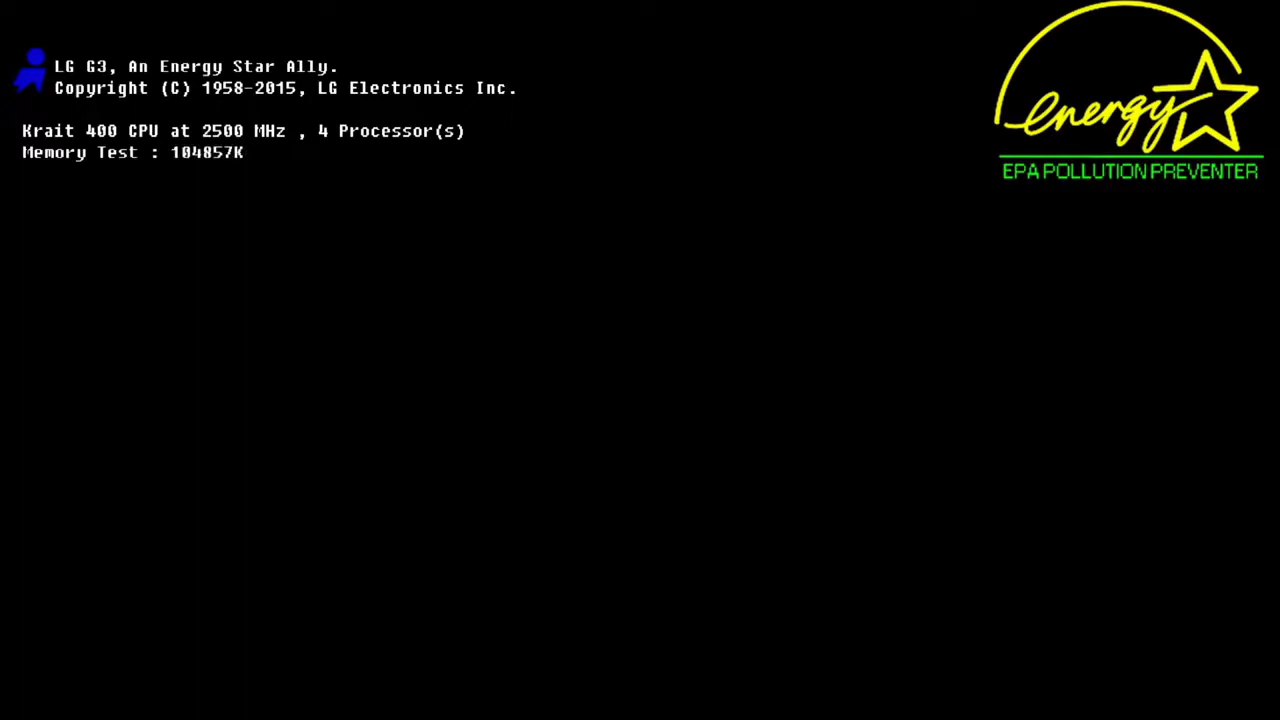 LG G3, An Energy Star Ally.
Copyright (C) 1958-2015, LG Electronics Inc.
Krait 400 CPU at 2500 MHz , 4 Processor(s)
Memory Test : 104857K
energy
EPA POLLUTION PREVENTER